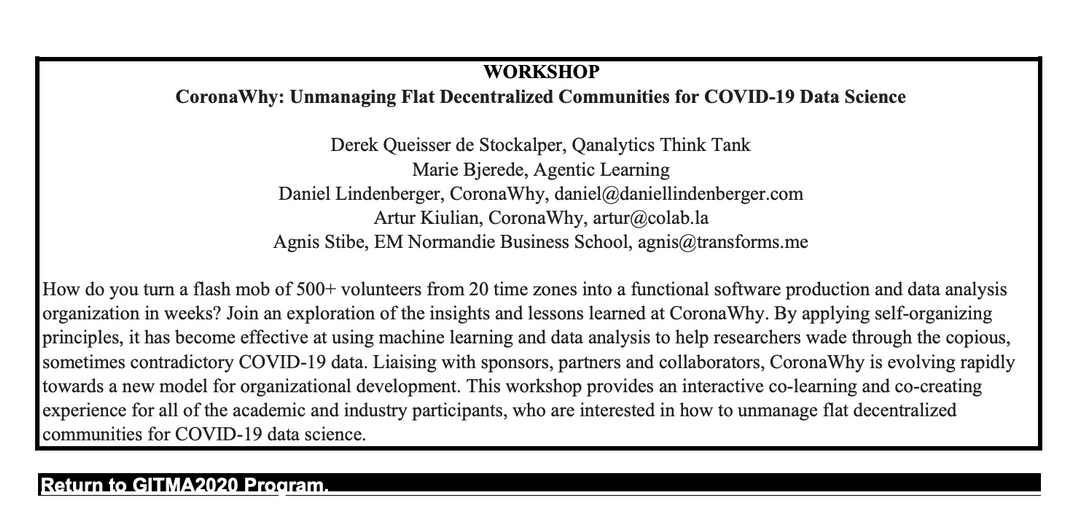 WORKSHOP
CoronaWhy: Unmanaging Flat Decentralized Communities for COVID-19 Data Science
Derek Queisser de Stockalper, Qanalytics Think Tank
Marie Bjerede, Agentic Learning
Daniel Lindenberger, CoronaWhy, daniel@daniellindenberger.com
Artur Kiulian, CoronaWhy, artur@colab.la
Agnis Stibe, EM Normandie Business School, agnis@transforms.me
How do you turn a flash mob of 500+ volunteers from 20 time zones into a functional software production and data analysis
organization in weeks? Join an exploration of the insights and lessons learned at CoronaWhy. By applying self-organizing
principles, it has become effective at using machine learning and data analysis to help researchers wade through the copious,
sometimes contradictory COVID-19 data. Liaising with sponsors, partners and collaborators, CoronaWhy is evolving rapidly
towards a new model for organizational development. This workshop provides an interactive co-learning and co-creating
experience for all of the academic and industry participants, who are interested in how to unmanage flat decentralized
communities for COVID-19 data science.
Return to GITMA2020 Program.